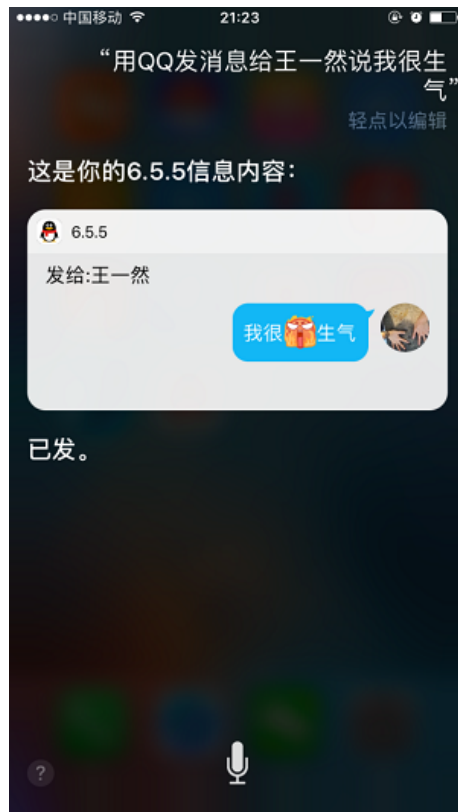 中国移动
21:23
“用QQ发消息给王一然说我很生
气”
轻点以编辑
这是你的6.5.5信息内容：
6.5.5
发给:王一然
我很生气
已发。
?